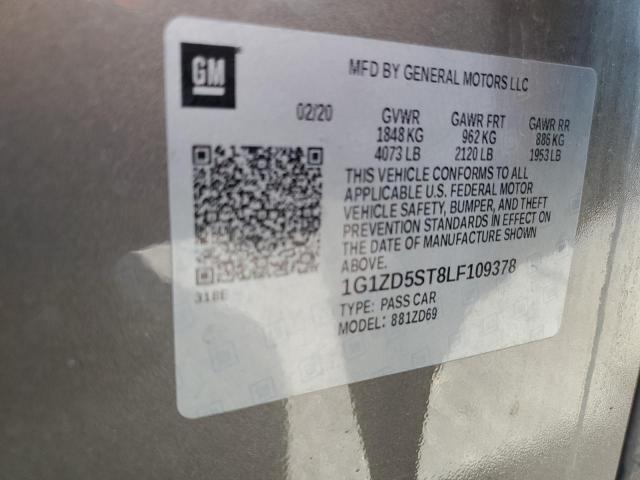 GM
MFD BY GENERAL MOTORS LLC
02/20 GVWR GAWR FRT GAWR RR
1848 KG 962 KG 886 KG
4073 LB 2120 LB 1953 LB
THIS VEHICLE CONFORMS TO ALL
APPLICABLE U.S. FEDERAL MOTOR
VEHICLE SAFETY, BUMPER, AND THEFT
PREVENTION STANDARDS IN EFFECT ON
THE DATE OF MANUFACTURE SHOWN
ABOVE.
318E
1G1ZD5ST8LF109378
TYPE: PASS CAR
MODEL: 881ZD69